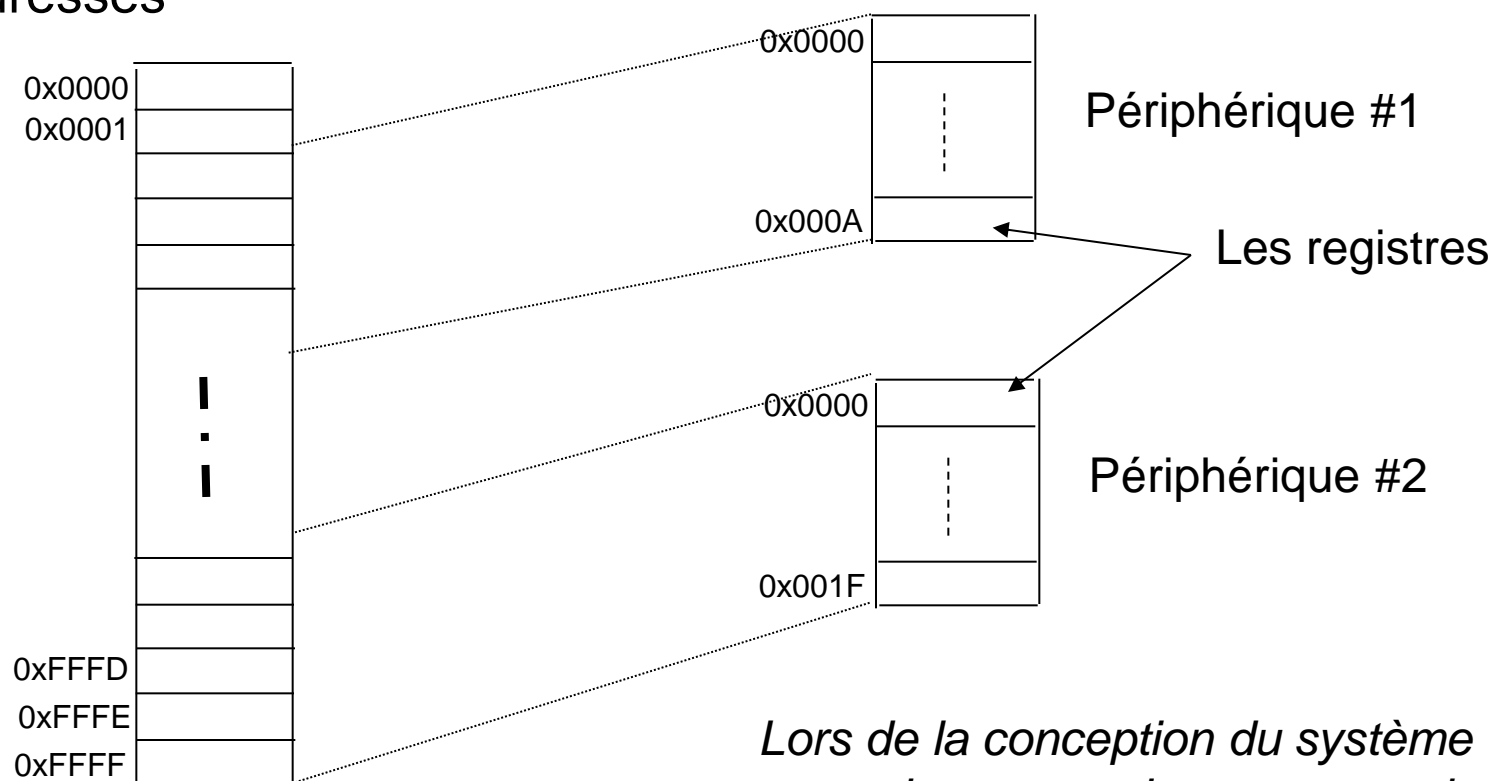 0x0000
0x0001
0xFFFD
0xFFFE
0xFFFF
0x0000
0x000A
Périphérique #1
Les registres
0x0000
0x001F
Périphérique #2
Lors de la conception du système